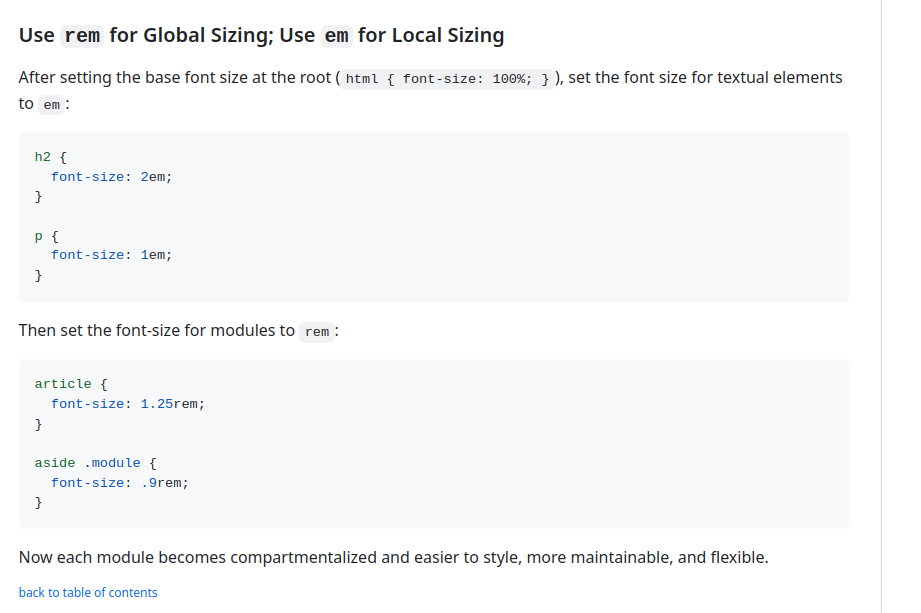 Use rem for Global Sizing; Use em for Local Sizing
After setting the base font size at the root ( html { font-size: 100%; } ), set the font size for textual elements
to em :
h2 {
  font-size: 2em;
}

p {
  font-size: 1em;
}
Then set the font-size for modules to rem :
article {
  font-size: 1.25rem;
}

aside .module {
  font-size: .9rem;
}
Now each module becomes compartmentalized and easier to style, more maintainable, and flexible.
back to table of contents